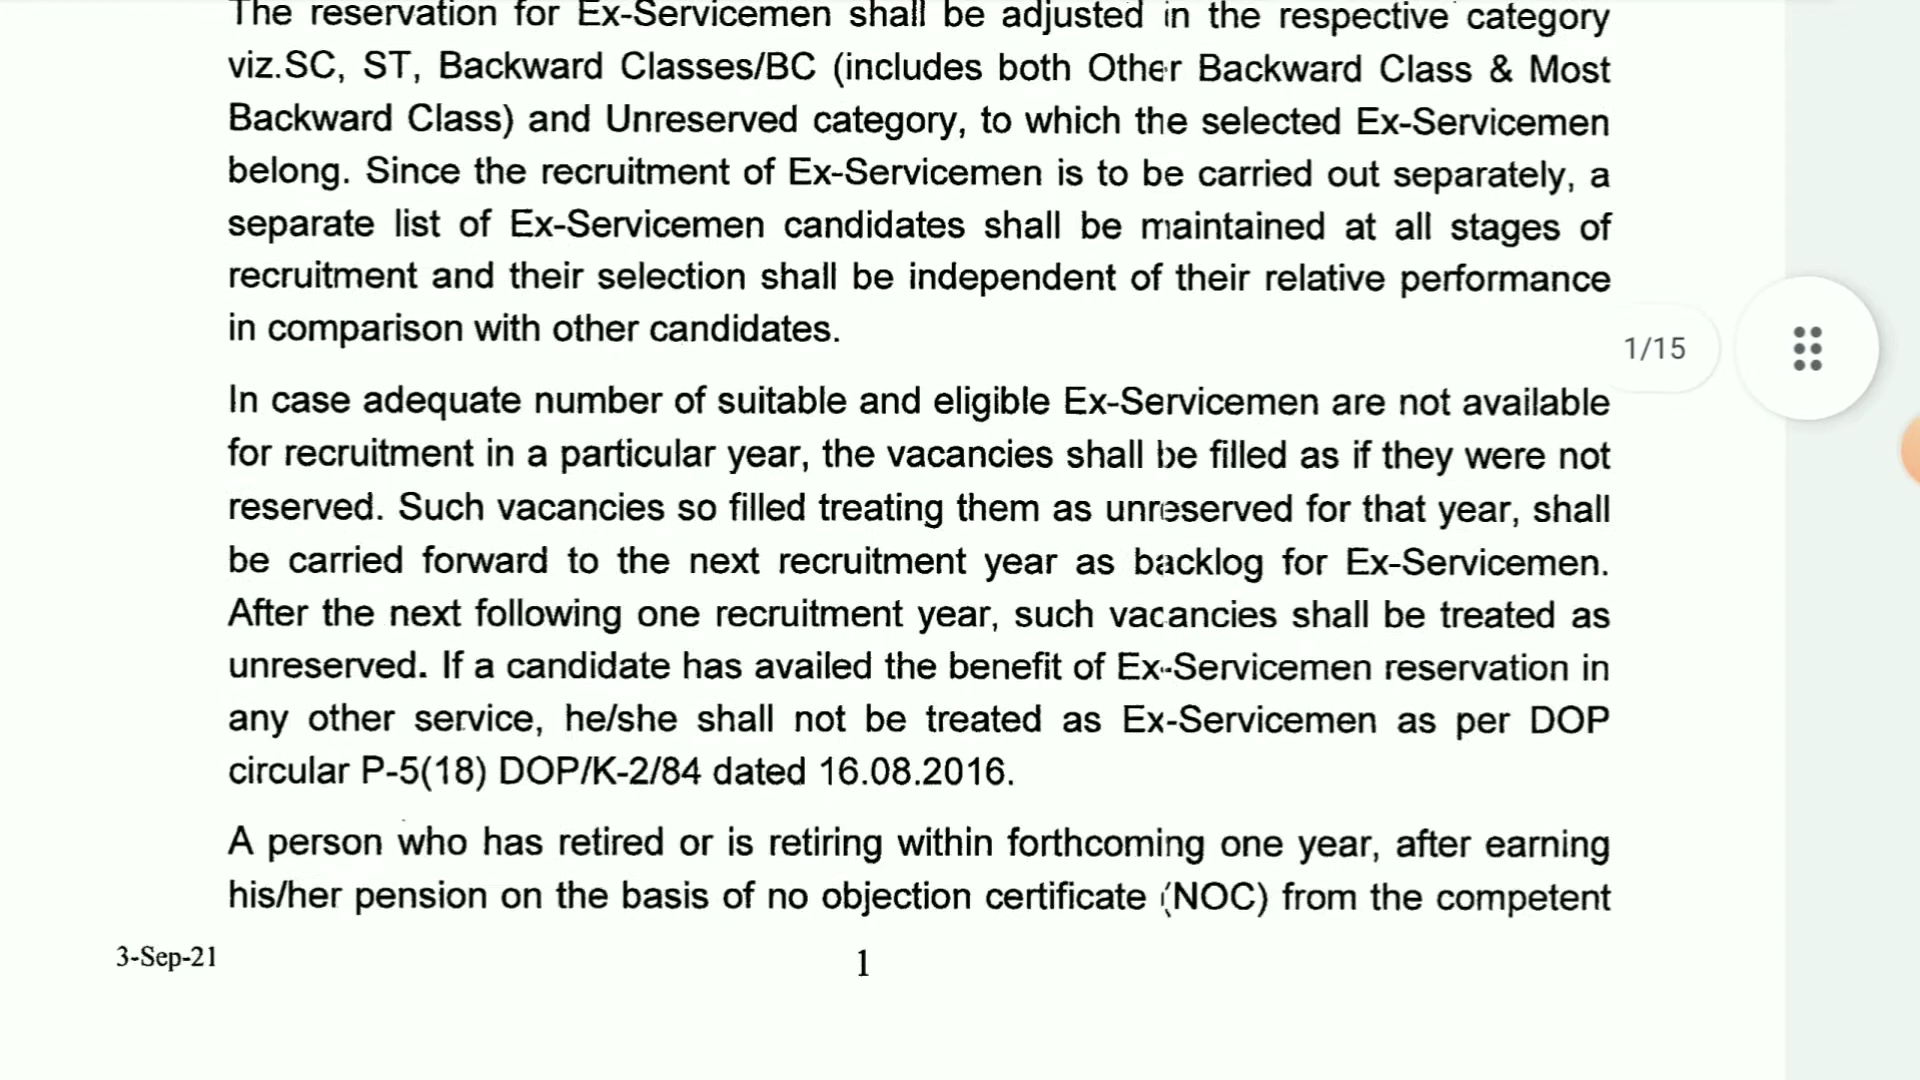 The reservation for Ex-Servicemen shall be adjusted in the respective category
viz.SC, ST, Backward Classes/BC (includes both Other Backward Class & Most
Backward Class) and Unreserved category, to which the selected Ex-Servicemen
belong. Since the recruitment of Ex-Servicemen is to be carried out separately, a
separate list of Ex-Servicemen candidates shall be maintained at all stages of
recruitment and their selection shall be independent of their relative performance
in comparison with other candidates.
1/15
In case adequate number of suitable and eligible Ex-Servicemen are not available
for recruitment in a particular year, the vacancies shall be filled as if they were not
reserved. Such vacancies so filled treating them as unreserved for that year, shall
be carried forward to the next recruitment year as backlog for Ex-Servicemen.
After the next following one recruitment year, such vacancies shall be treated as
unreserved. If a candidate has availed the benefit of Ex-Servicemen reservation in
any other service, he/she shall not be treated as Ex-Servicemen as per DOP
circular P-5(18) DOP/K-2/84 dated 16.08.2016.
A person who has retired or is retiring within forthcoming one year, after earning
his/her pension on the basis of no objection certificate (NOC) from the competent
3-Sep-21
1